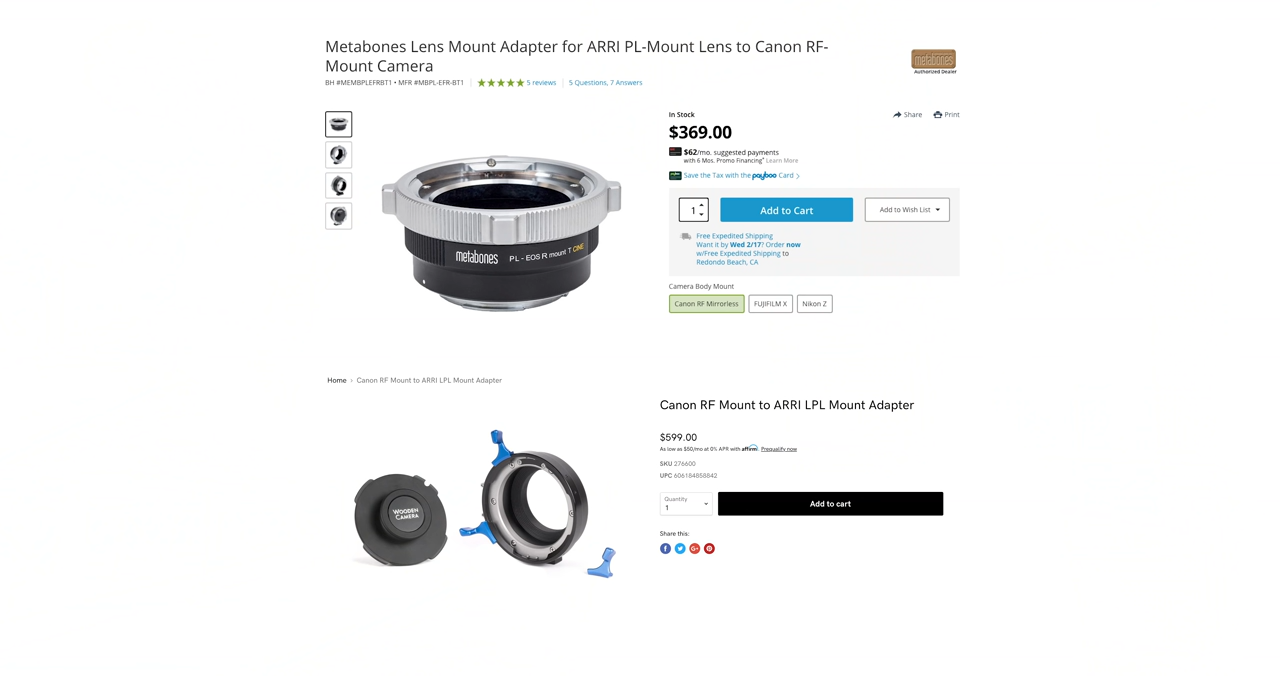 Metabones Lens Mount Adapter for ARRI PL-Mount Lens to Canon RF-
Mount Camera
BH #MEMBPLEFRBT1 • MFR #MBPL-EFR-BT1 5 reviews 5 Questions, 7 Answers
metabones
Authorized Dealer
In Stock
Share
Print
$369.00
$62/mo. suggested payments
with 6 Mos. Promo Financing* Learn More
Save the Tax with the payboo Card >
1
Add to Cart
Add to Wish List
Free Expedited Shipping
Want it by Wed 2/17? Order now
w/Free Expedited Shipping to
Redondo Beach, CA
Camera Body Mount
Canon RF Mirrorless
FUJIFILM X
Nikon Z
metabones PL - EOS R mount T CINE
Home > Canon RF Mount to ARRI LPL Mount Adapter
Canon RF Mount to ARRI LPL Mount Adapter
$599.00
As low as $50/mo at 0% APR with affirm. Prequalify now
SKU 276600
UPC 606184858842
Quantity
1
Add to cart
Share this:
WOODEN
CAMERA